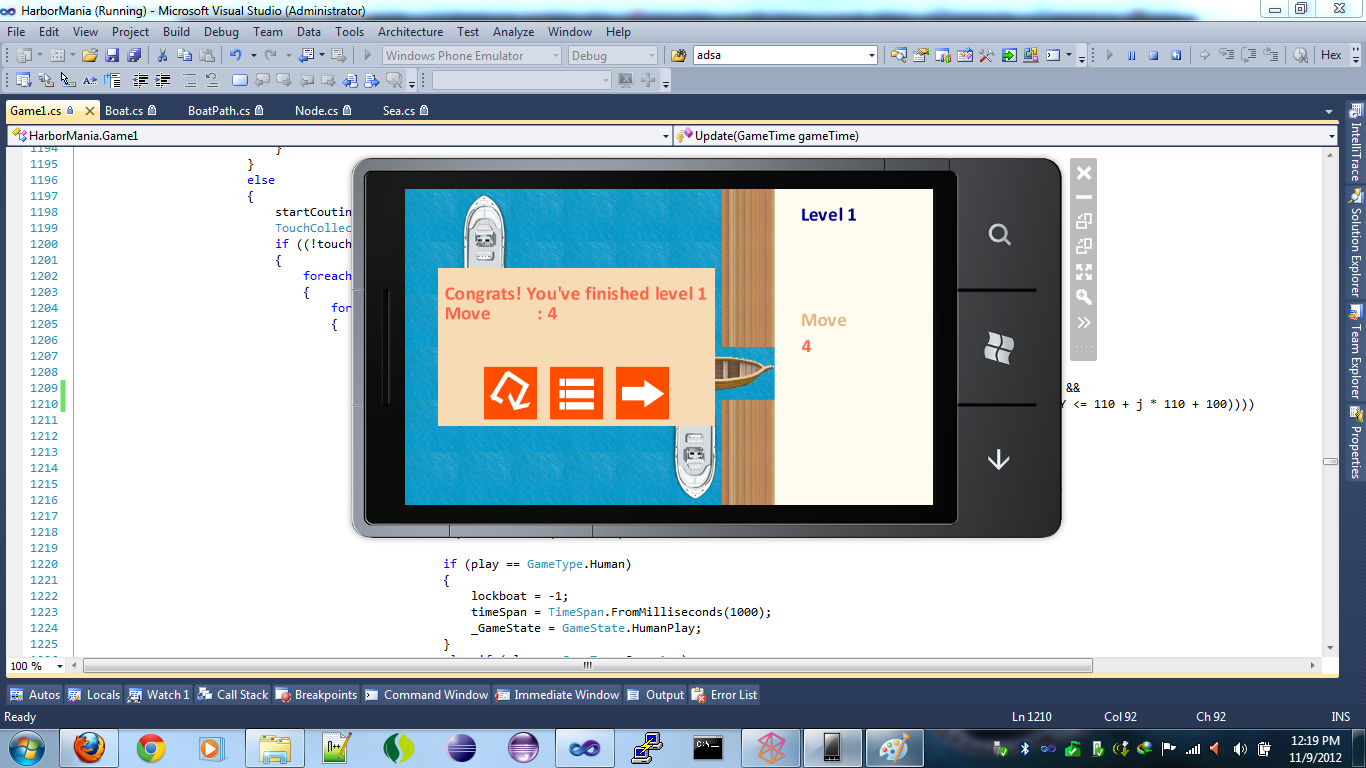 HarborMania (Running) - Microsoft Visual Studio (Administrator)
File Edit View Project Build Debug Team Data Tools Architecture Test Analyze Window Help
Windows Phone Emulator Debug adsa Hex
Game1.cs Boat.cs BoatPath.cs Node.cs Sea.cs
HarborMania.Game1 Update(GameTime gameTime)
1194 }
1195 }
1196 else
1197 {
1198 startCoutin
1199 TouchCollec
1200 if ((!touch
1201 {
1202 foreach
1203 {
1204 for
1205 {
1206
1207
1208
1209 &&
1210 Y <= 110 + j * 110 + 100))))
1211
1212
1213
1214
1215
1216
1217
1218
1219
1220 if (play == GameType.Human)
1221 {
1222 lockboat = -1;
1223 timeSpan = TimeSpan.FromMilliseconds(1000);
1224 _GameState = GameState.HumanPlay;
1225 }
Level 1
Congrats! You've finished level 1
Move : 4
Move
4
IntelliTrace
Solution Explorer
Team Explorer
Properties
100 %
Autos Locals Watch 1 Call Stack Breakpoints Command Window Immediate Window Output Error List
Ready Ln 1210 Col 92 Ch 92 INS
12:19 PM
11/9/2012